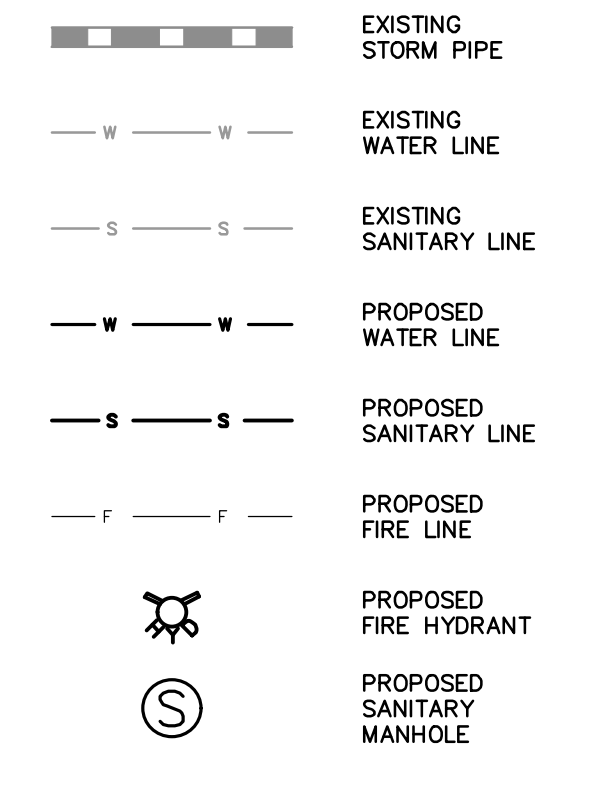 EXISTING
STORM PIPE
W W
EXISTING
WATER LINE
S S
EXISTING
SANITARY LINE
W W
PROPOSED
WATER LINE
S S
PROPOSED
SANITARY LINE
F F
PROPOSED
FIRE LINE
PROPOSED
FIRE HYDRANT
S
PROPOSED
SANITARY
MANHOLE